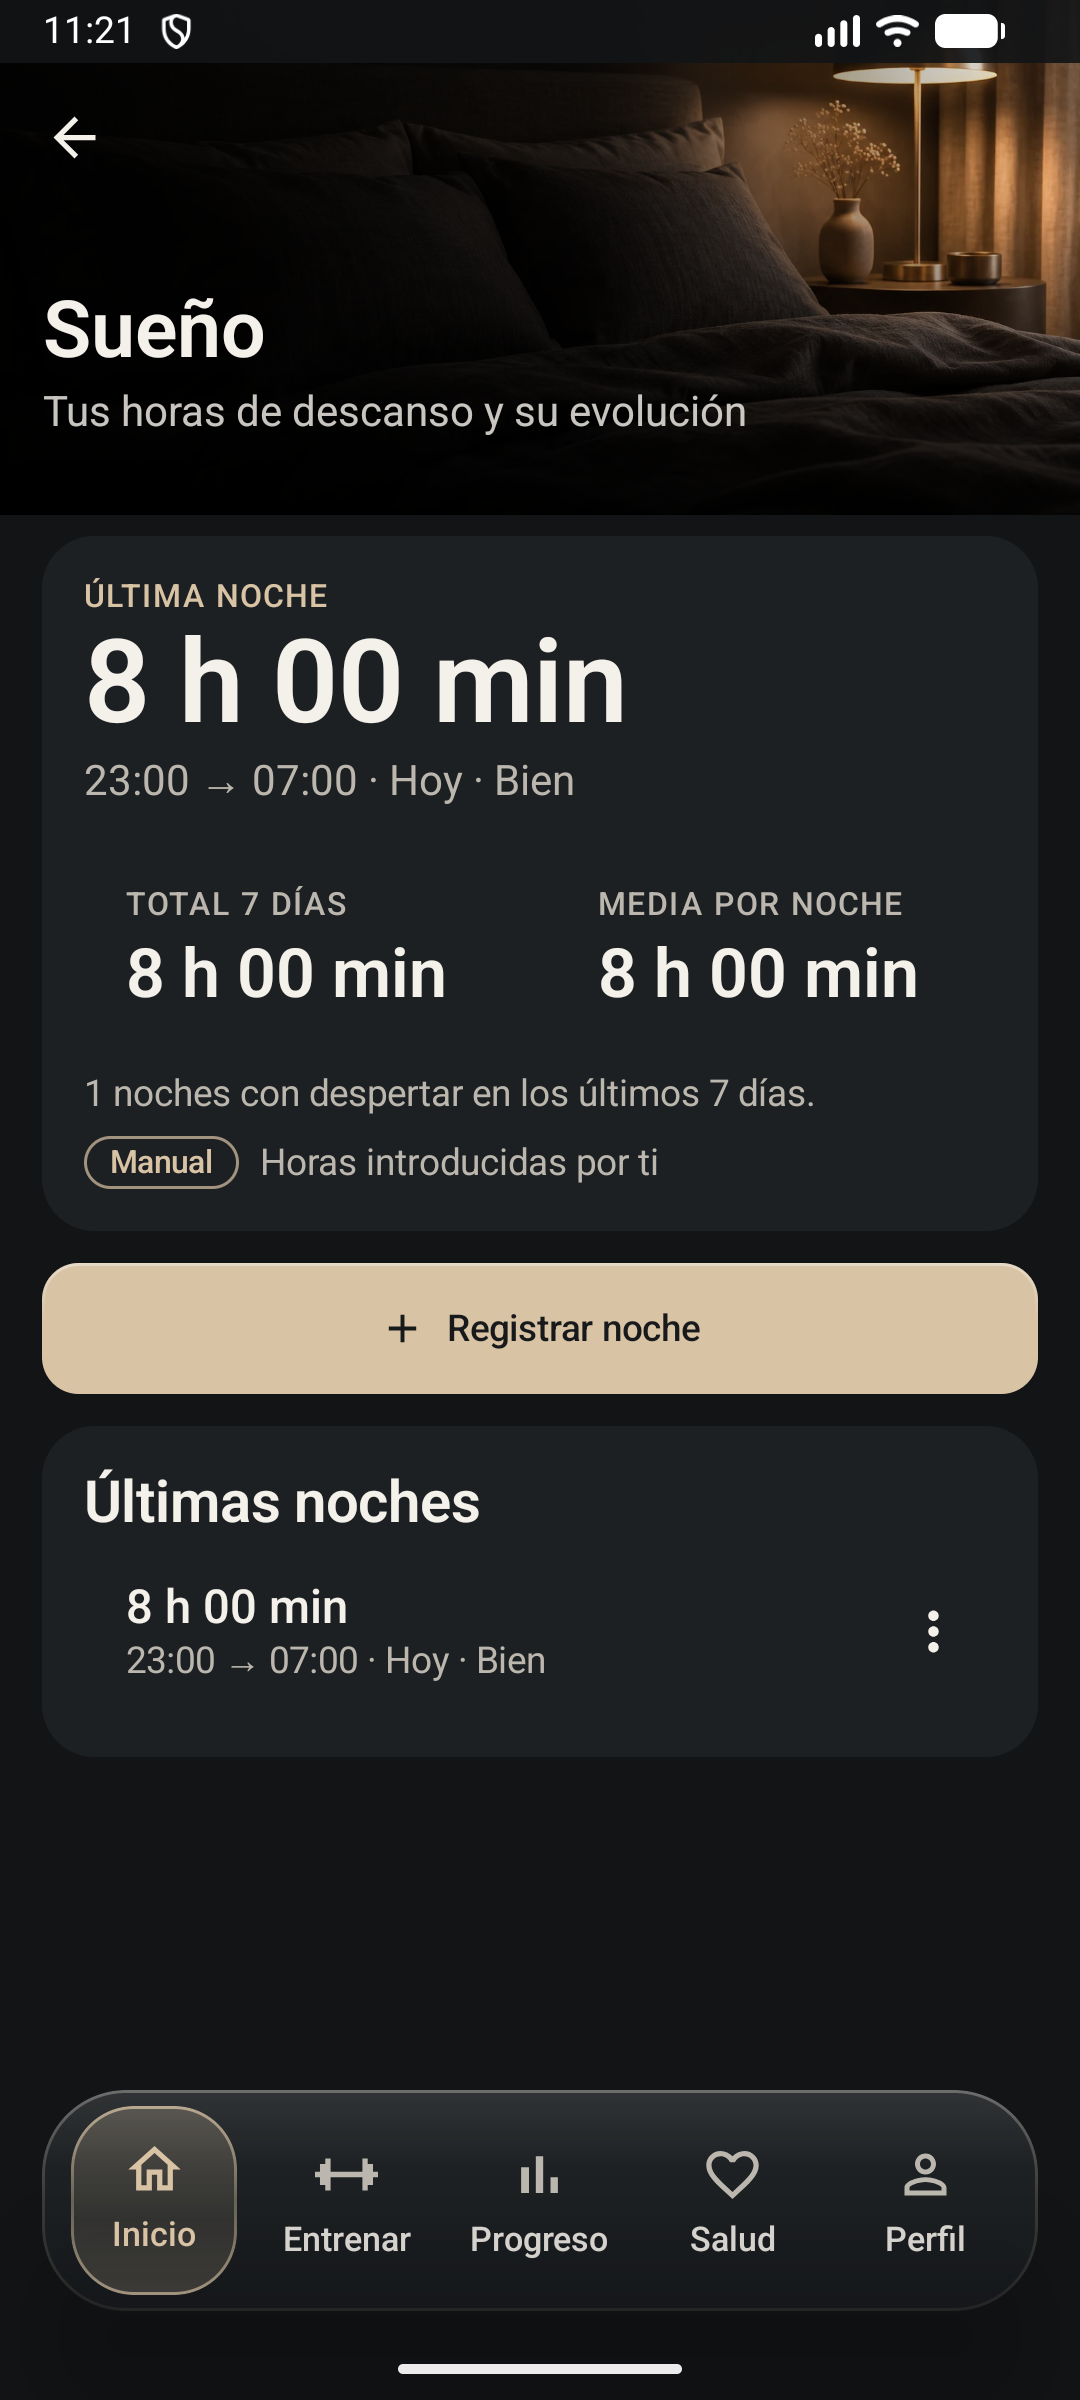 11:21
Sueño
Tus horas de descanso y su evolución
ÚLTIMA NOCHE
8 h 00 min
23:00 → 07:00 · Hoy · Bien
TOTAL 7 DÍAS
8 h 00 min
MEDIA POR NOCHE
8 h 00 min
1 noches con despertar en los últimos 7 días.
Manual
Horas introducidas por ti
+ Registrar noche
Últimas noches
8 h 00 min
23:00 → 07:00 · Hoy · Bien
Inicio
Entrenar
Progreso
Salud
Perfil